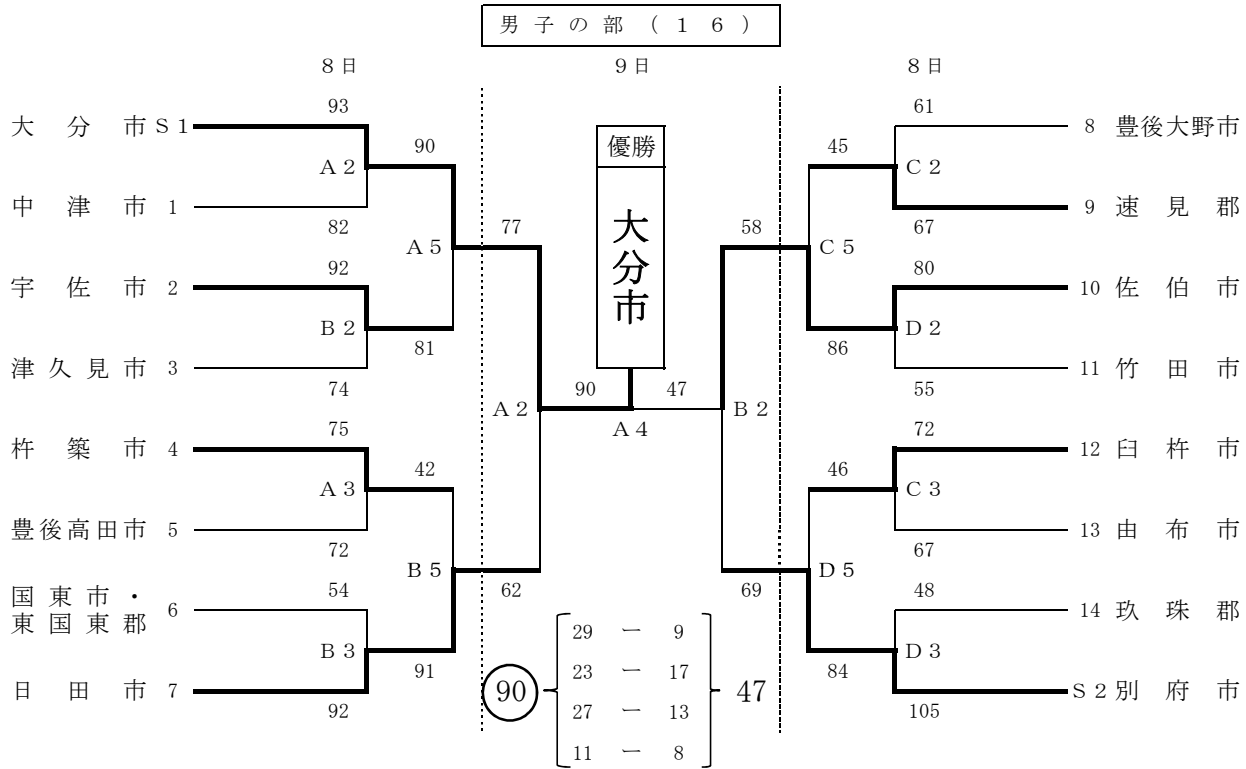 男子の部(16)
8日 9日 8日
93 61
大分市 S1 8 豊後大野市
90 優勝 45
A2 C2
中津市 1 9 速見郡
82 67
77 大分市 58
A5 C5
92 80
宇佐市 2 10 佐伯市
B2 D2
81 86
津久見市 3 11 竹田市
74 55
90 47
A2 B2
A4
75 72
杵築市 4 12 臼杵市
42 46
A3 C3
豊後高田市 5 13 由布市
72 67
B5 D5
62 69
54 48
国東市・
東国東郡 6 14 玖珠郡
29 ー 9
B3 D3
91 84
23 ー 17
日田市 7 S2 別府市
90 47
92 105
27 ー 13
11 ー 8